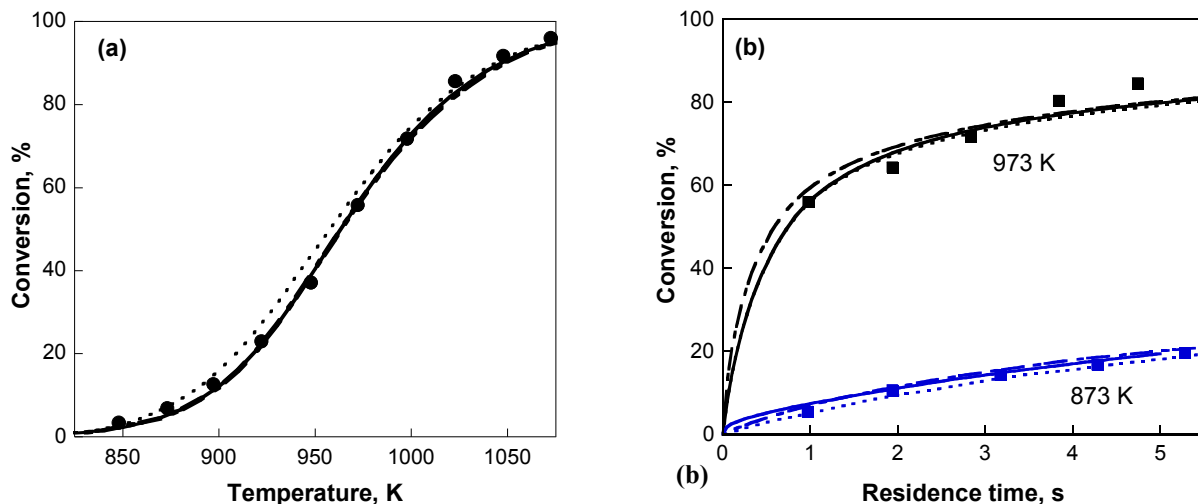 (a)
Conversion, %
100
80
60
40
20
0
850 900 950 1000 1050
Temperature, K
(b)
Conversion, %
100
80
60
40
20
0
973 K
873 K
0 1 2 3 4 5
(b)
Residence time, s